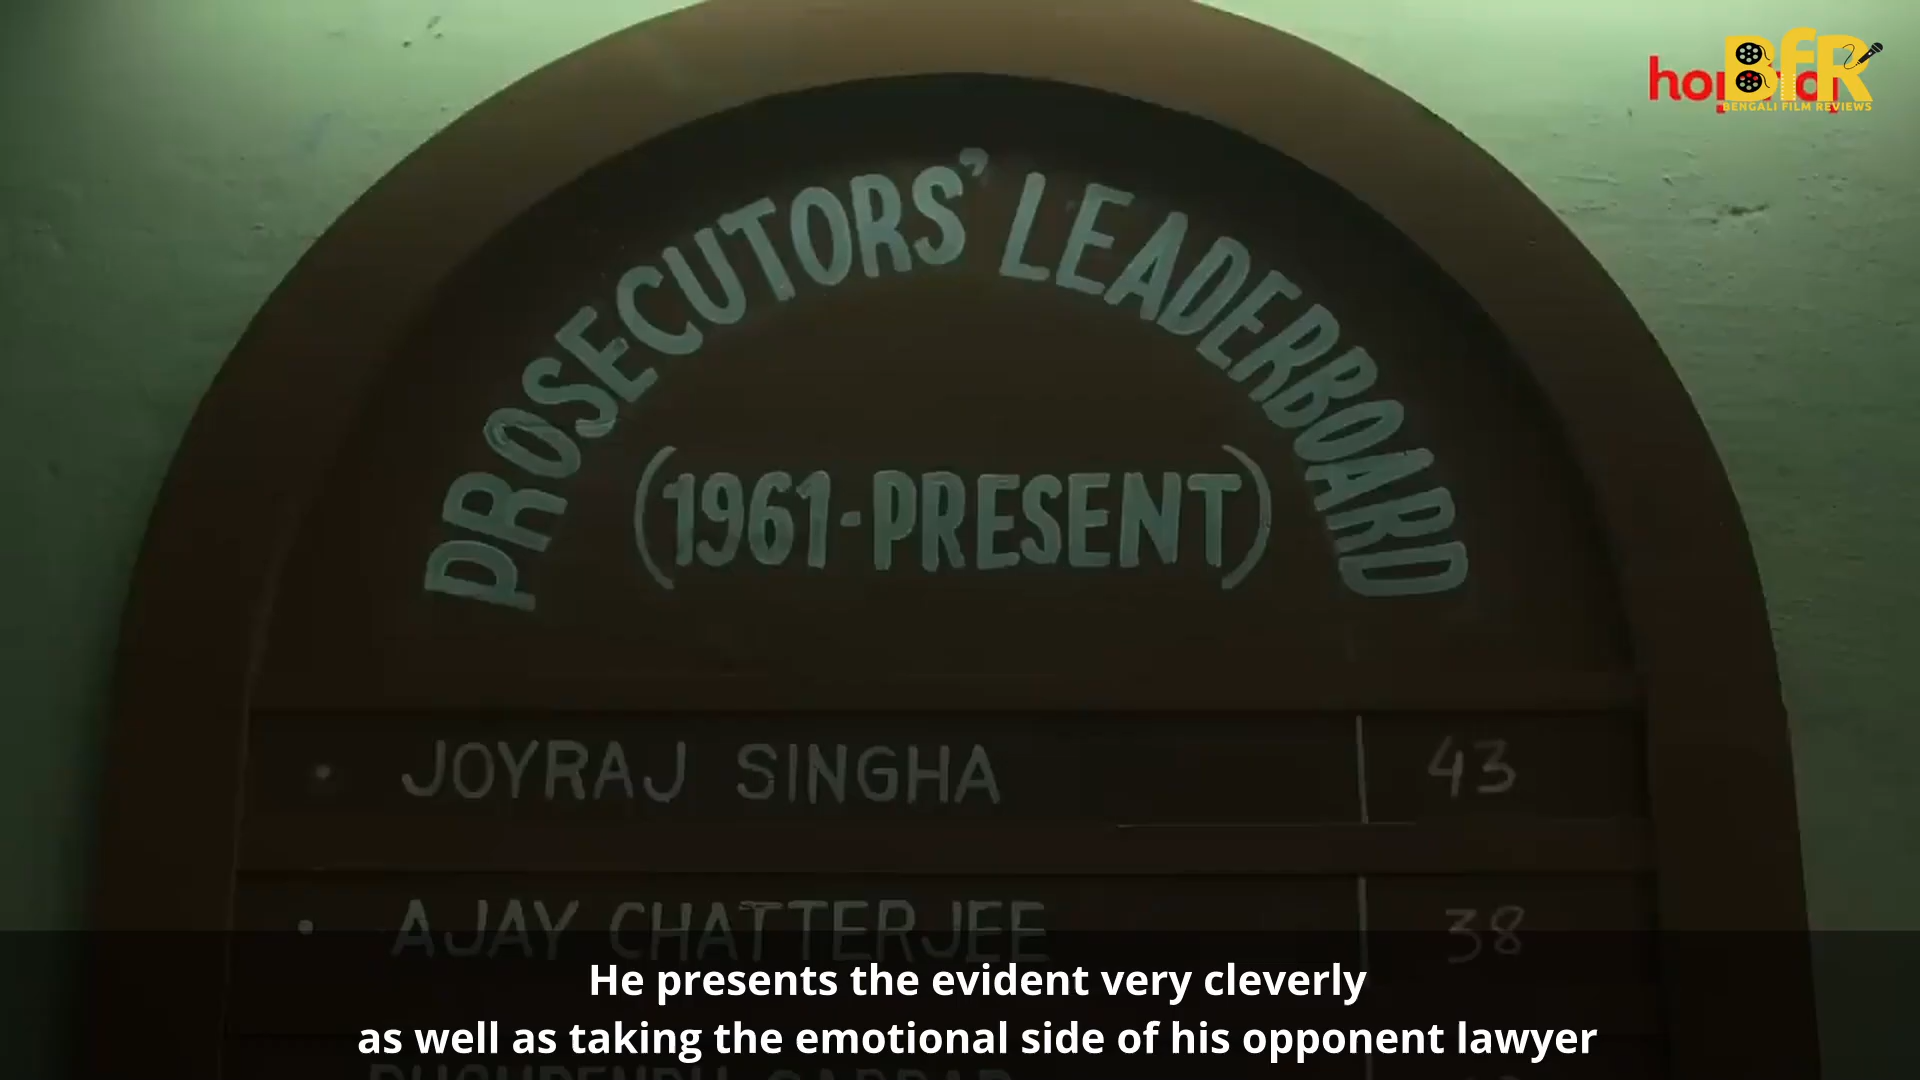 BFR
BENGALI FILM REVIEWS
PROSECUTORS' LEADERBOARD
(1961-PRESENT)
JOYRAJ SINGHA 43
AJAY CHATTERJEE 38
He presents the evident very cleverly
as well as taking the emotional side of his opponent lawyer